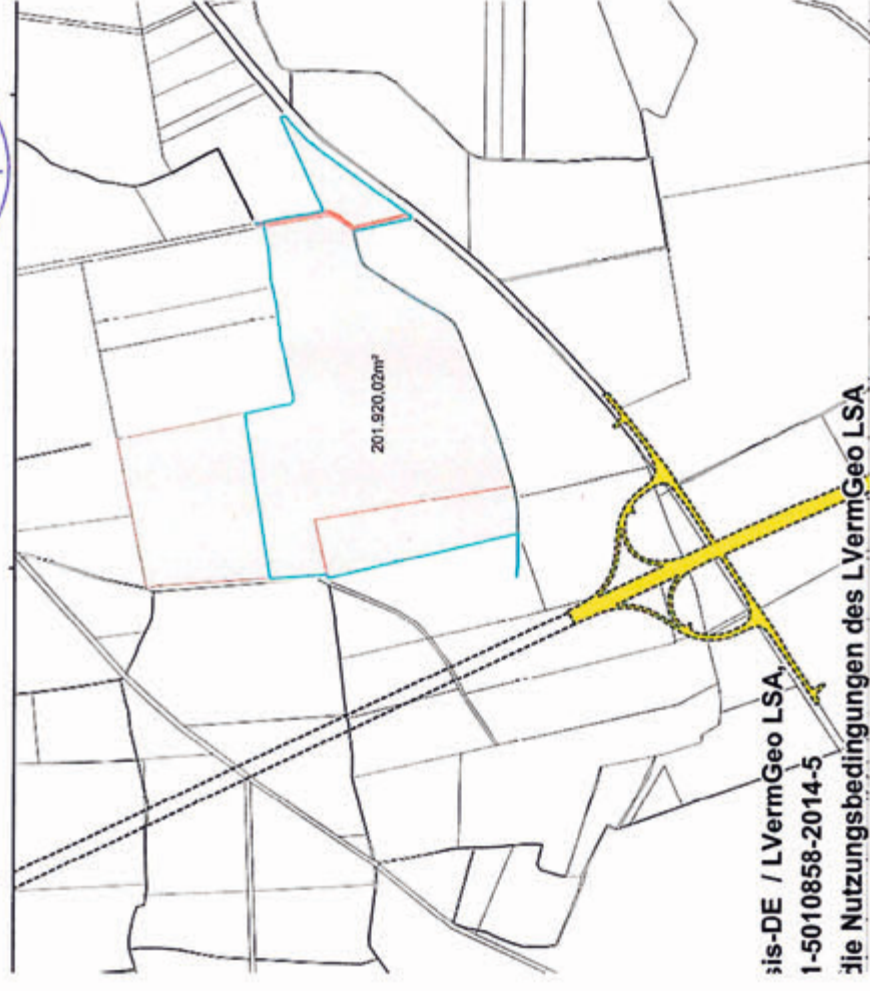 201.920,02m²
sis-DE / LVermGeo LSA,
1-5010858-2014-5
die Nutzungsbedingungen des LVermGeo LSA